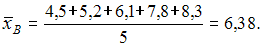 x̄_B = (4,5+5,2+6,1+7,8+8,3)/5 = 6,38.